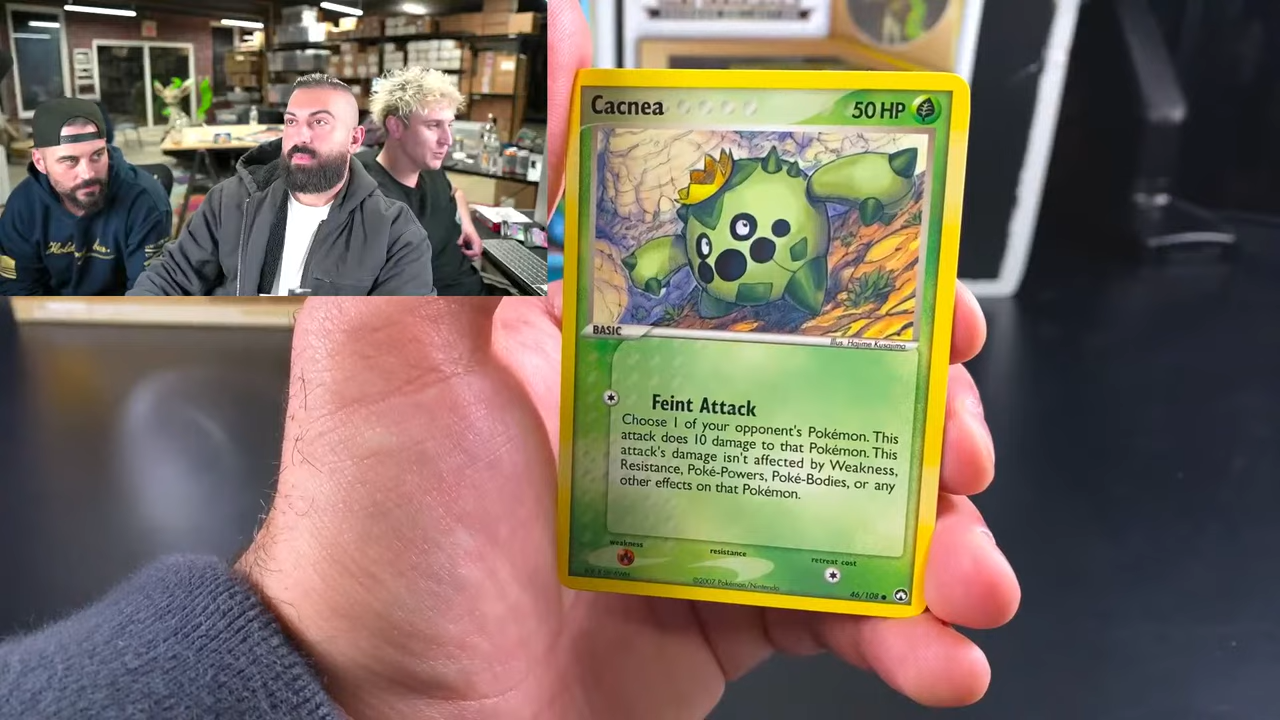 Cacnea
50 HP
BASIC
Illus. Hajime Kusajima
Feint Attack
Choose 1 of your opponent's Pokémon. This
attack does 10 damage to that Pokémon. This
attack's damage isn't affected by Weakness,
Resistance, Poké-Powers, Poké-Bodies, or any
other effects on that Pokémon.
weakness
resistance
retreat cost
©2007 Pokémon/Nintendo
46/108